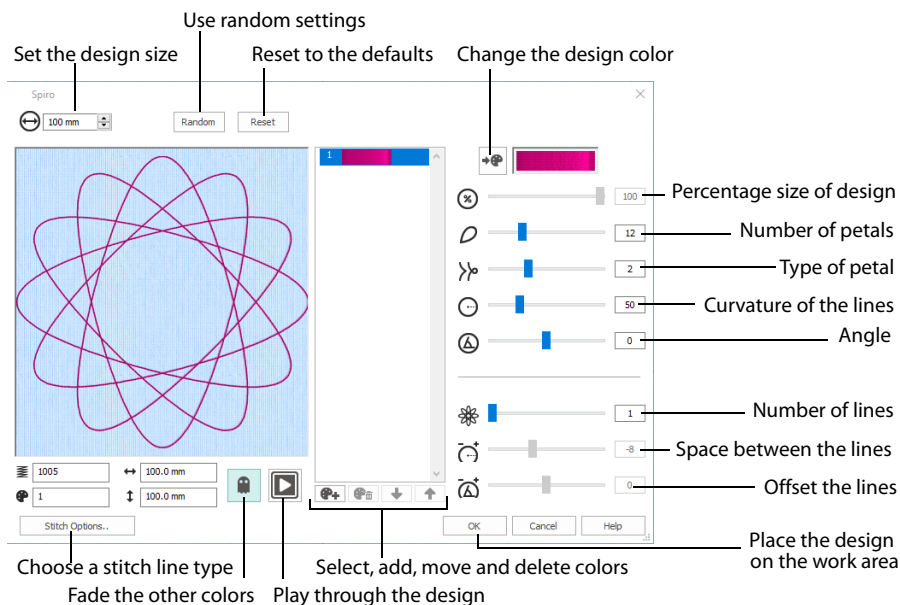 Use random settings
Set the design size
Reset to the defaults
Change the design color
Spiro
100 mm
Random
Reset
1
100
Percentage size of design
12
Number of petals
2
Type of petal
50
Curvature of the lines
0
Angle
1
Number of lines
-8
Space between the lines
0
Offset the lines
1005
100.0 mm
1
100.0 mm
Stitch Options..
OK
Cancel
Help
Place the design
on the work area
Choose a stitch line type
Select, add, move and delete colors
Fade the other colors
Play through the design